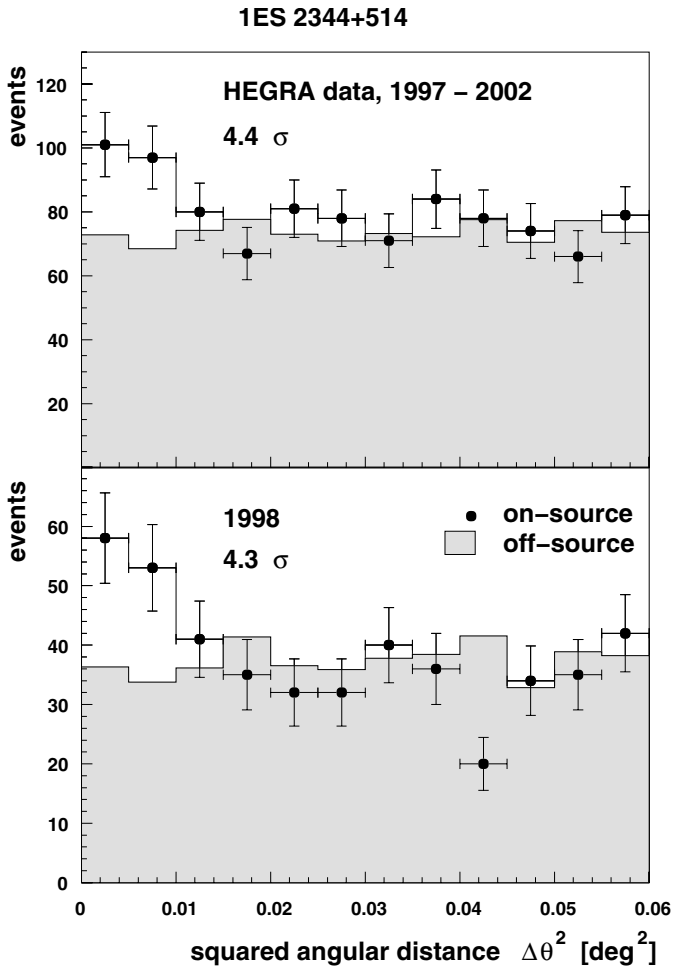 1ES 2344+514
events
120
100
80
60
40
20
HEGRA data, 1997 – 2002
4.4 σ
events
60
50
40
30
20
10
0
1998
4.3 σ
on−source
off−source
0 0.01 0.02 0.03 0.04 0.05 0.06
squared angular distance Δθ² [deg²]